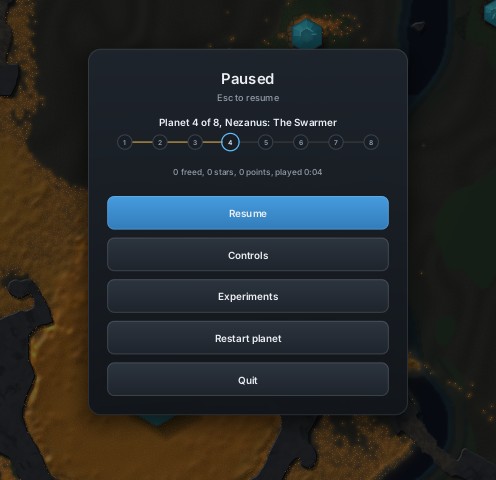 Paused
Esc to resume
Planet 4 of 8, Nezanus: The Swarmer
1 2 3 4 5 6 7 8
0 freed, 0 stars, 0 points, played 0:04
Resume
Controls
Experiments
Restart planet
Quit